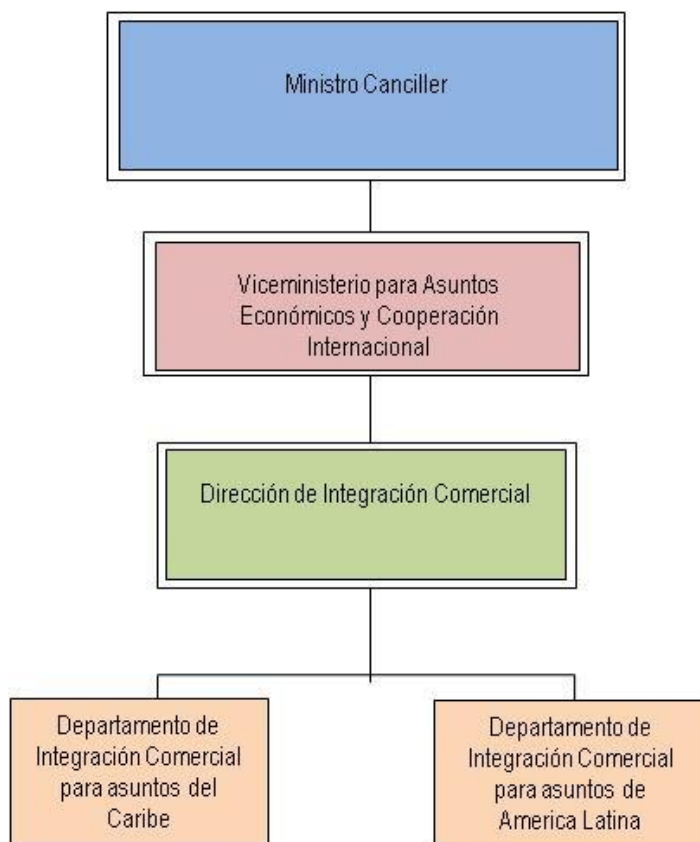 Ministro Canciller
Viceministerio para Asuntos
Económicos y Cooperación
Internacional
Dirección de Integración Comercial
Departamento de
Integración Comercial
para asuntos del
Caribe
Departamento de
Integración Comercial
para asuntos de
America Latina